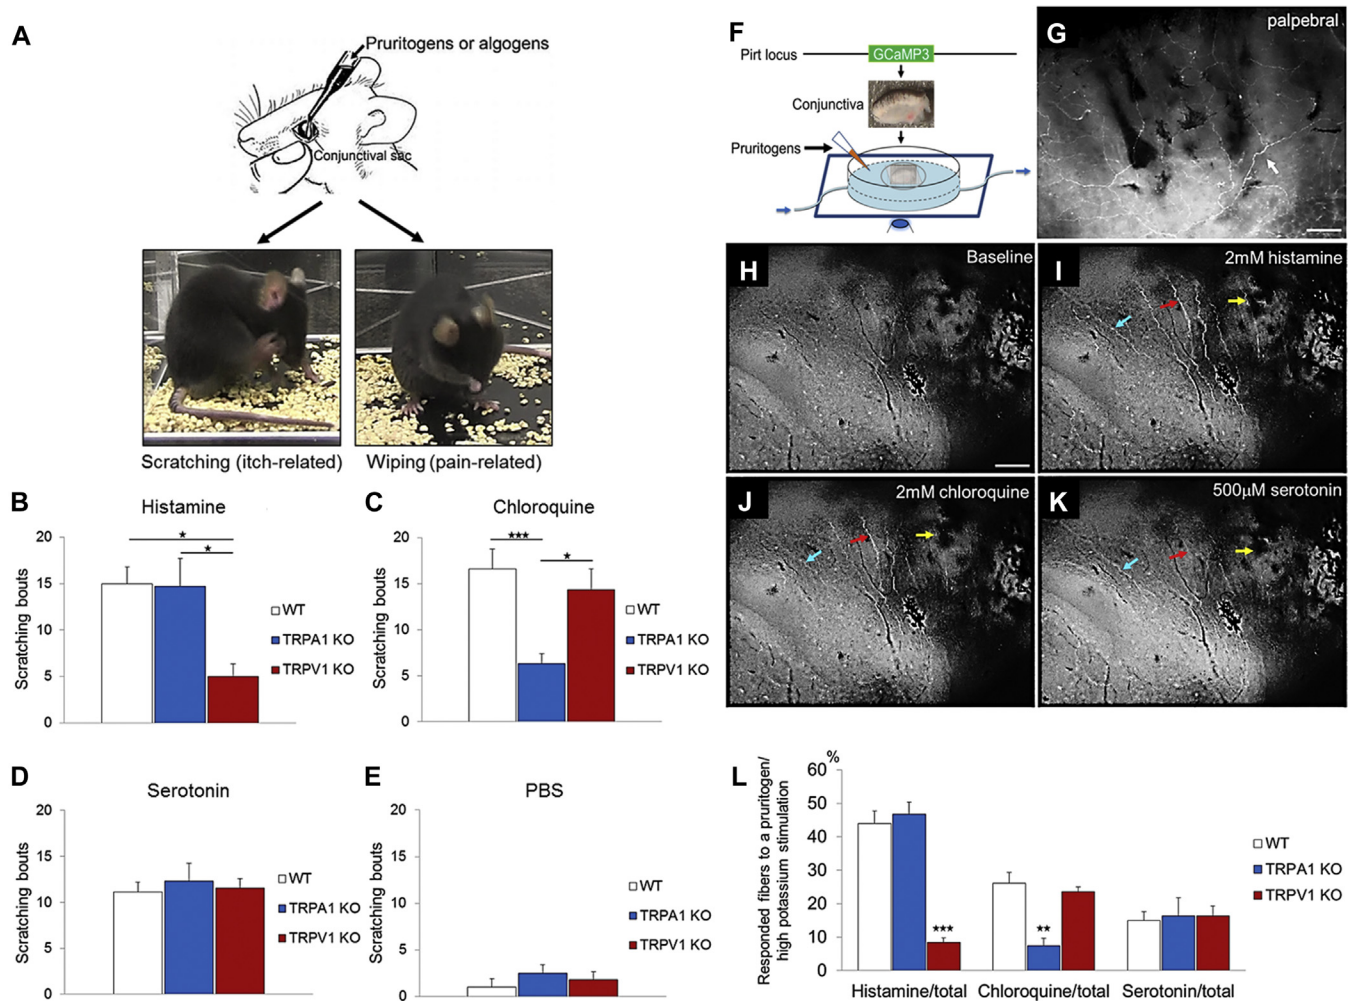 A
Pruritogens or algogens
Conjunctival sac
Scratching (itch-related)
Wiping (pain-related)
B
Histamine
Scratching bouts
20
15
10
5
0
*
*
WT
TRPA1 KO
TRPV1 KO
C
Chloroquine
Scratching bouts
20
15
10
5
0
***
*
WT
TRPA1 KO
TRPV1 KO
D
Serotonin
Scratching bouts
20
15
10
5
0
WT
TRPA1 KO
TRPV1 KO
E
PBS
Scratching bouts
20
15
10
5
0
WT
TRPA1 KO
TRPV1 KO
F
Pirt locus
GCaMP3
Conjunctiva
Pruritogens
G
palpebral
H
Baseline
I
2mM histamine
J
2mM chloroquine
K
500µM serotonin
L
%
Responded fibers to a pruritogen/
high potassium stimulation
60
50
40
30
20
10
0
***
**
Histamine/total
Chloroquine/total
Serotonin/total
WT
TRPA1 KO
TRPV1 KO